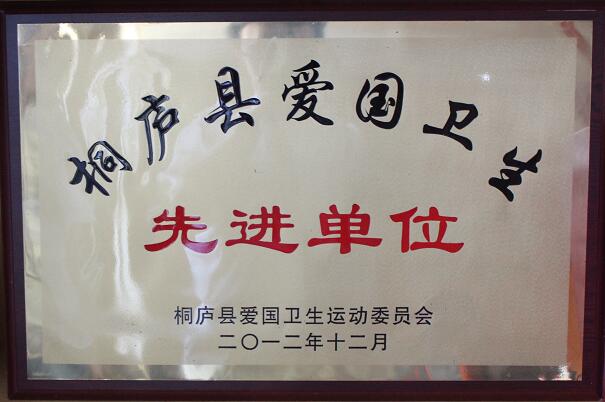 桐庐县爱国卫生
先进单位
桐庐县爱国卫生运动委员会
二〇一二年十二月